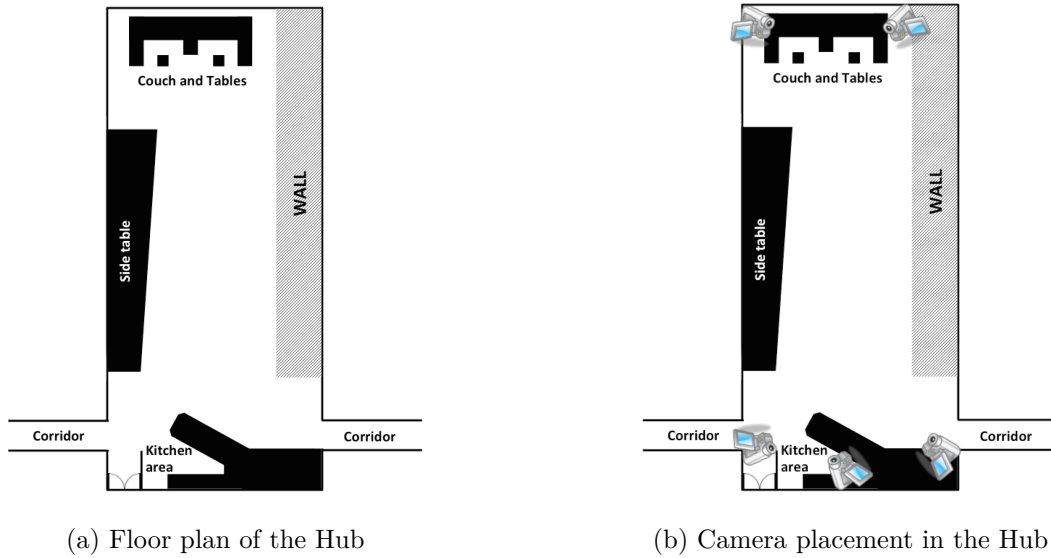 Couch and Tables
WALL
Side table
Corridor
Kitchen
area
Corridor
(a) Floor plan of the Hub
Couch and Tables
WALL
Side table
Corridor
Kitchen
area
Corridor
(b) Camera placement in the Hub